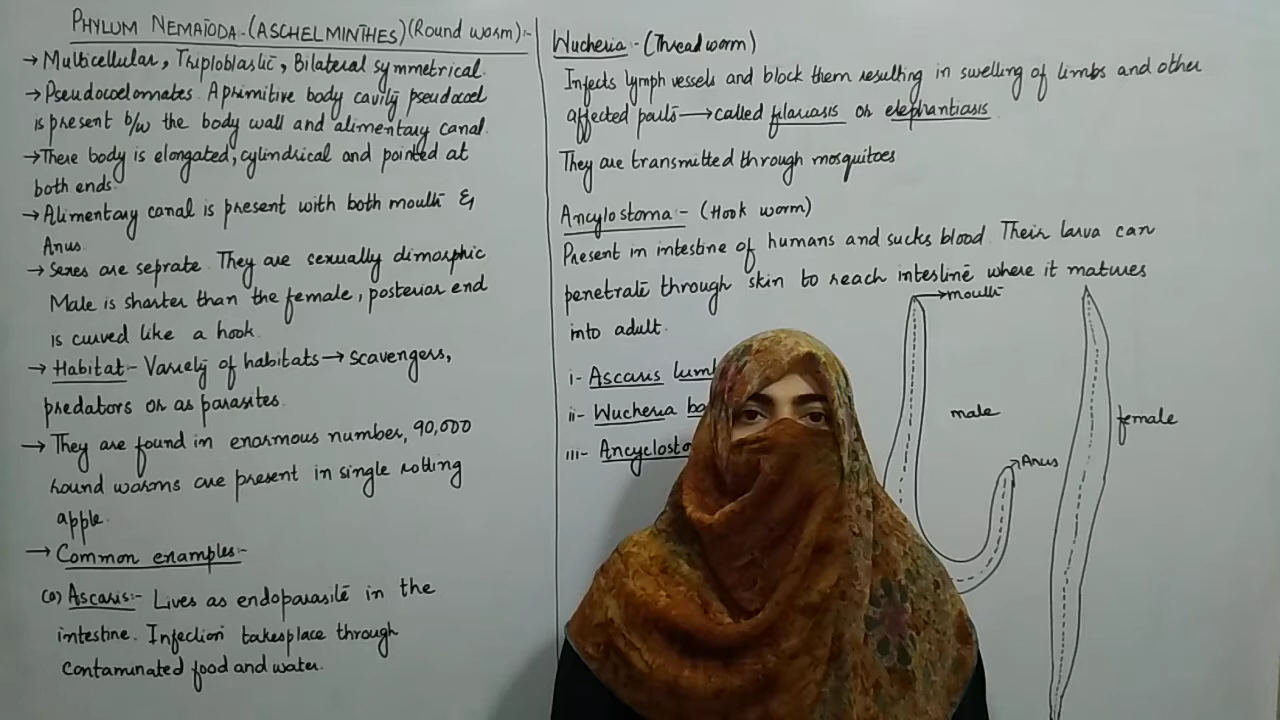 PHYLUM NEMATODA-(ASCHELMINTHES)(Round worm):-
→ Multicellular, Triploblastic, Bilateral symmetrical.
→ Pseudocoelomates. A primitive body cavity pseudocoel
is present b/w the body wall and alimentary canal.
→ There body is elongated, cylindrical and pointed at
both ends.
→ Alimentary canal is present with both mouth &
Anus.
→ Sexes are seprate. They are sexually dimorphic
Male is shorter than the female, posterior end
is curved like a hook.
→ Habitat:- Variety of habitats → scavengers,
predators or as parasites.
→ They are found in enormous number, 90,000
round worms are present in single rotting
apple.
→ Common examples:-
(a) Ascaris:- Lives as endoparasite in the
intestine. Infection takesplace through
contaminated food and water.
Wucheria - (Thread worm)
Infects lymph vessels and block them resulting in swelling of limbs and other
affected parts → called filariasis or elephantiasis.
They are transmitted through mosquitoes
Ancylostoma:- (Hook worm)
Present in intestine of humans and sucks blood. Their larva can
penetrate through skin to reach intestine where it matures
into adult.
i- Ascaris lumb
ii- Wucheria ba
iii- Ancyclosto
mouth
male
Anus
female